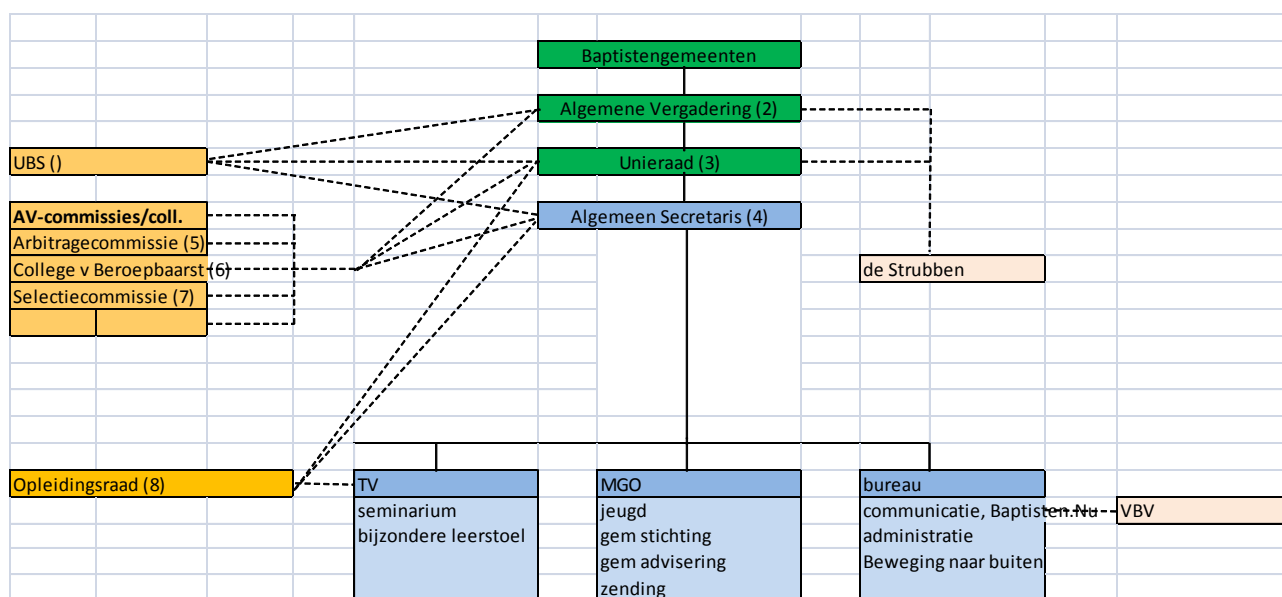 Baptistengemeenten
Algemene Vergadering (2)
UBS ()
Unieraad (3)
AV-commissies/coll.
Algemeen Secretaris (4)
Arbitragecommissie (5)
College v Beroepbaarst (6)
de Strubben
Selectiecommissie (7)
Opleidingsraad (8)
TV
MGO
bureau
seminarium
jeugd
communicatie, Baptisten.Nu
VBV
bijzondere leerstoel
gem stichting
administratie
gem advisering
Beweging naar buiten
zending